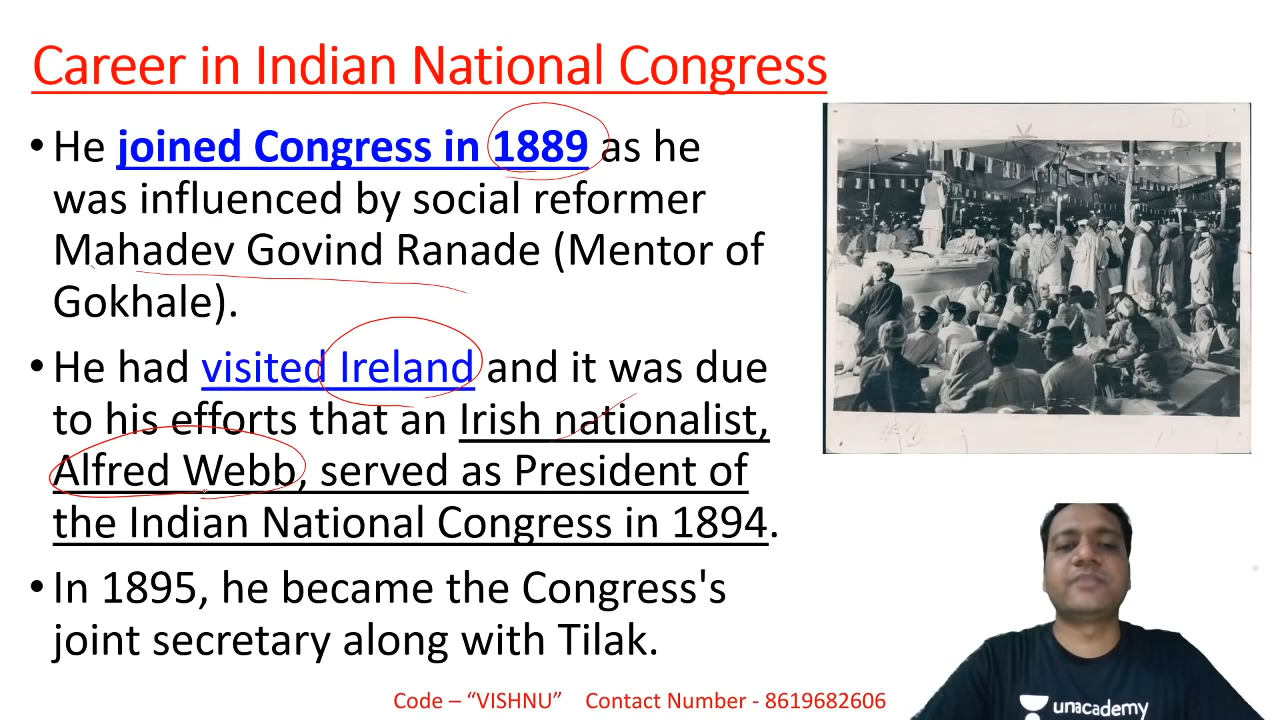 Career in Indian National Congress
• He joined Congress in 1889 as he
was influenced by social reformer
Mahadev Govind Ranade (Mentor of
Gokhale).
• He had visited Ireland and it was due
to his efforts that an Irish nationalist,
Alfred Webb, served as President of
the Indian National Congress in 1894.
• In 1895, he became the Congress's
joint secretary along with Tilak.
Code – “VISHNU” Contact Number - 8619682606
unacademy